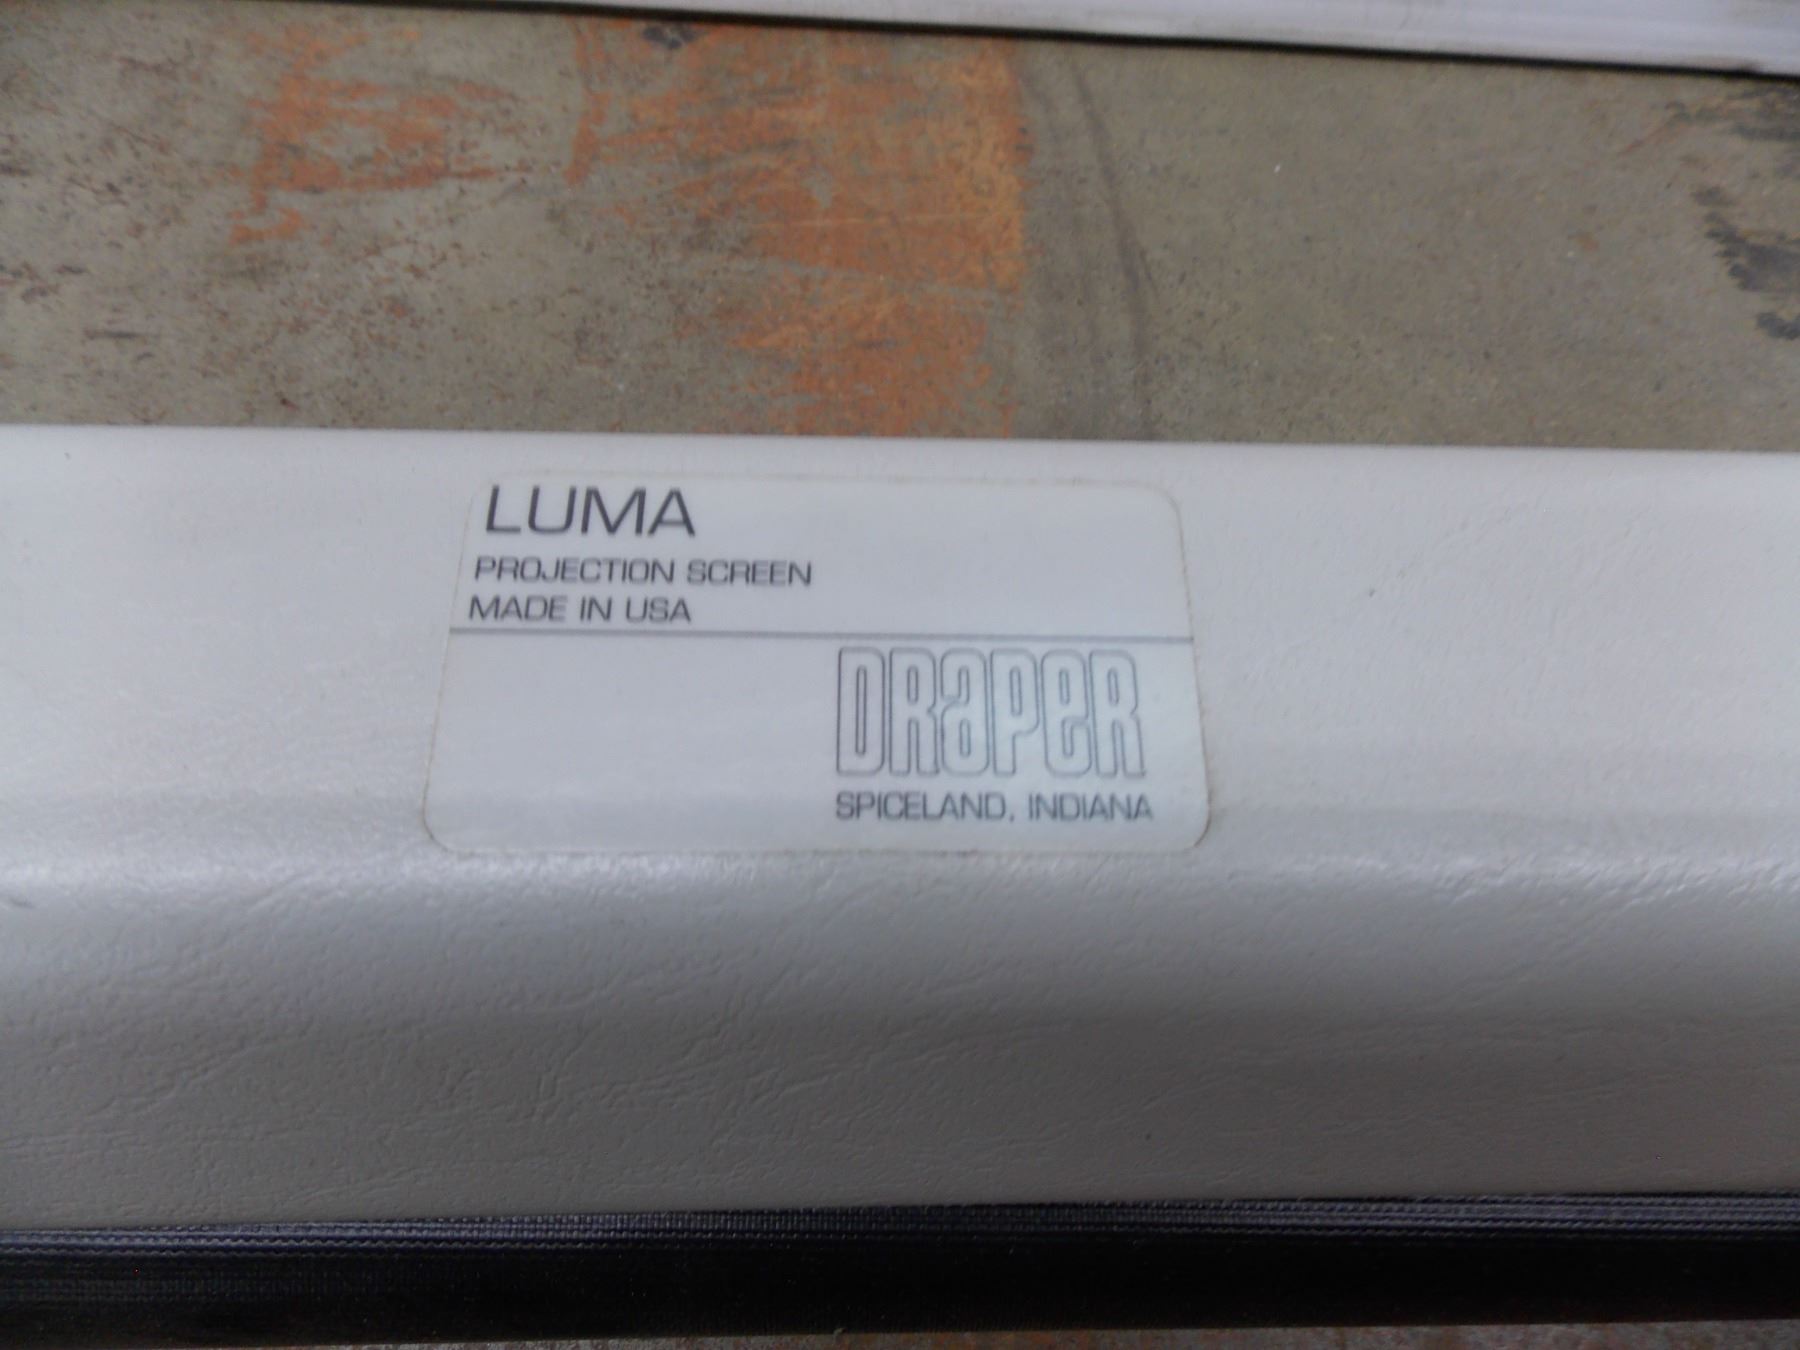 LUMA
PROJECTION SCREEN
MADE IN USA
DRAPER
SPICELAND, INDIANA